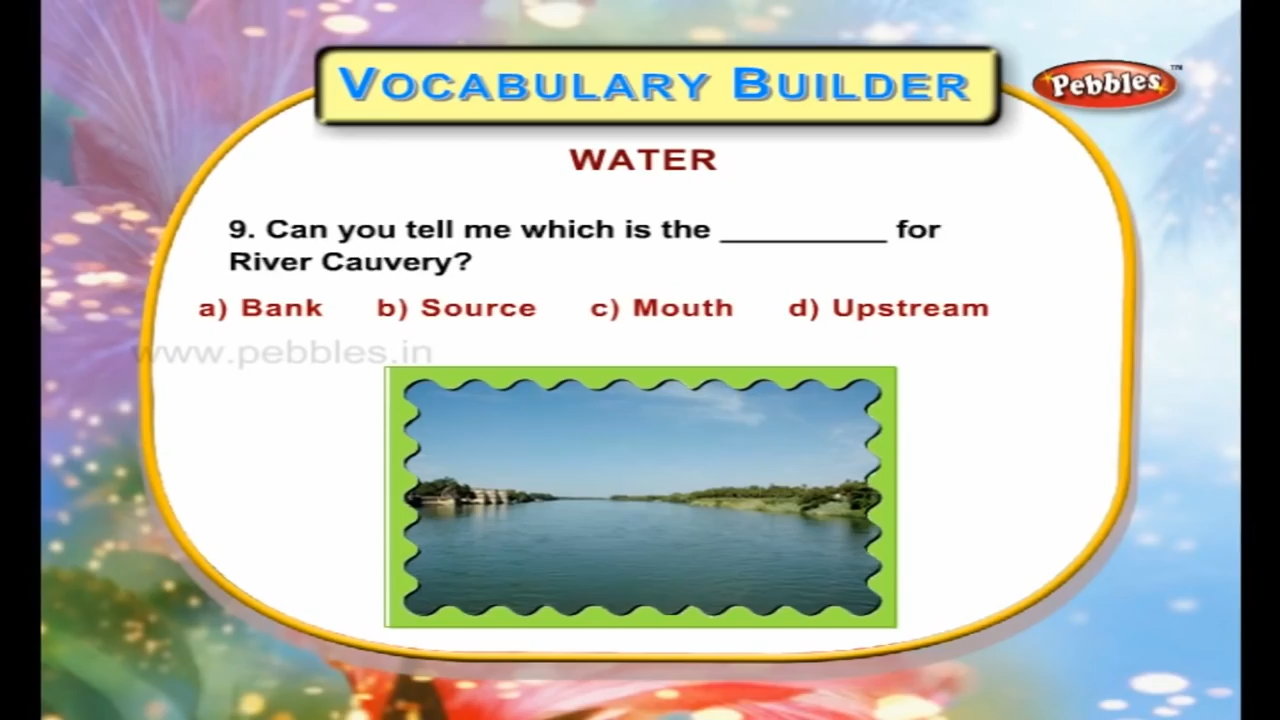 VOCABULARY BUILDER
Pebbles™
WATER
9. Can you tell me which is the __________ for
River Cauvery?
a) Bank b) Source c) Mouth d) Upstream
www.pebbles.in